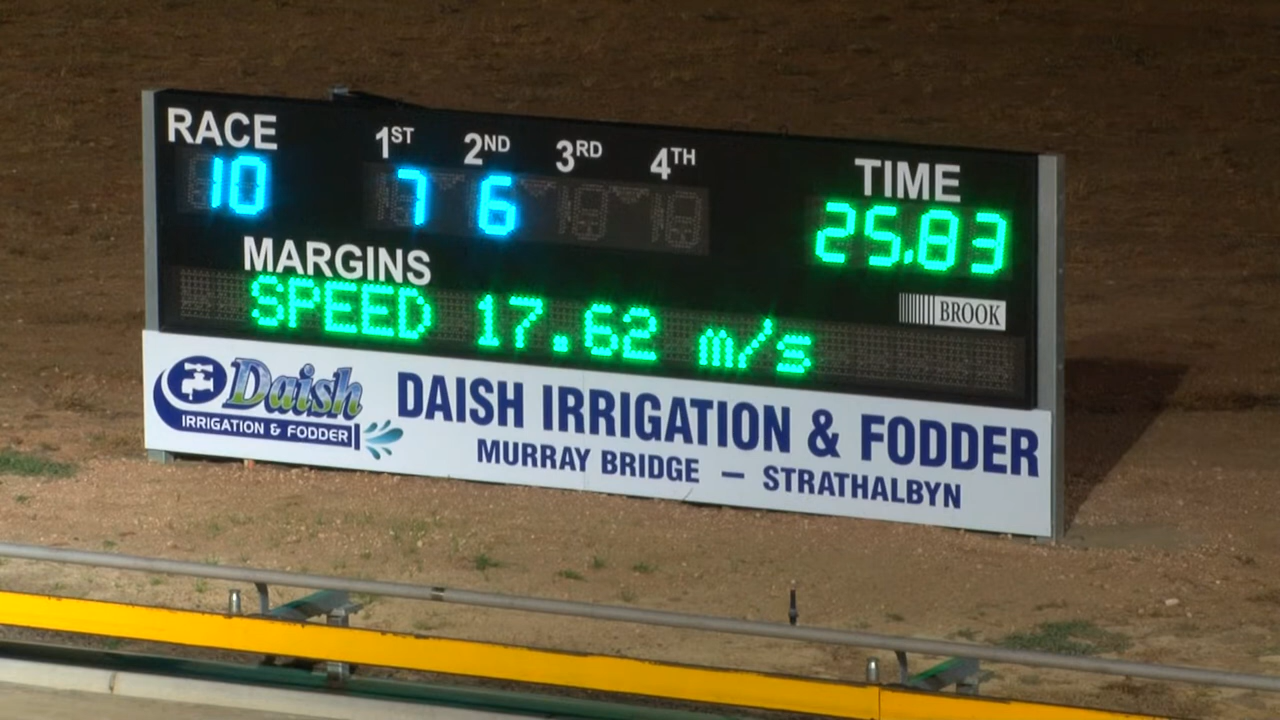 RACE 1ST 2ND 3RD 4TH TIME
10 7 6 25.83
MARGINS
SPEED 17.62 m/s
BROOK
Daish
IRRIGATION & FODDER
DAISH IRRIGATION & FODDER
MURRAY BRIDGE — STRATHALBYN